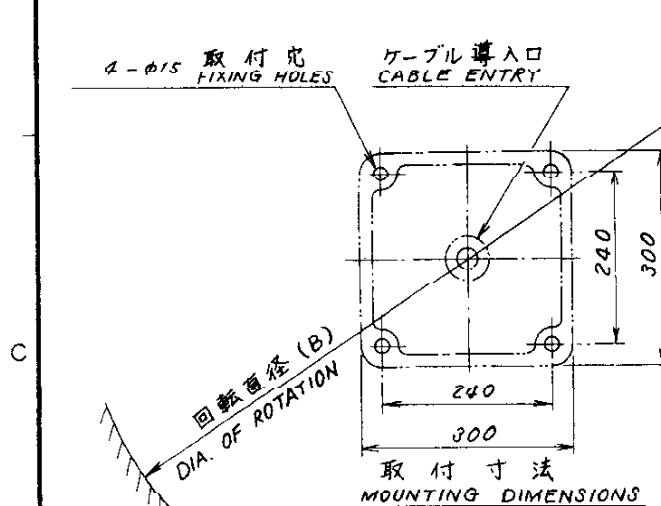 4-φ15 取付穴
FIXING HOLES
ケーブル導入口
CABLE ENTRY
240
300
C
回転直径(B)
DIA. OF ROTATION
240
300
取付寸法
MOUNTING DIMENSIONS